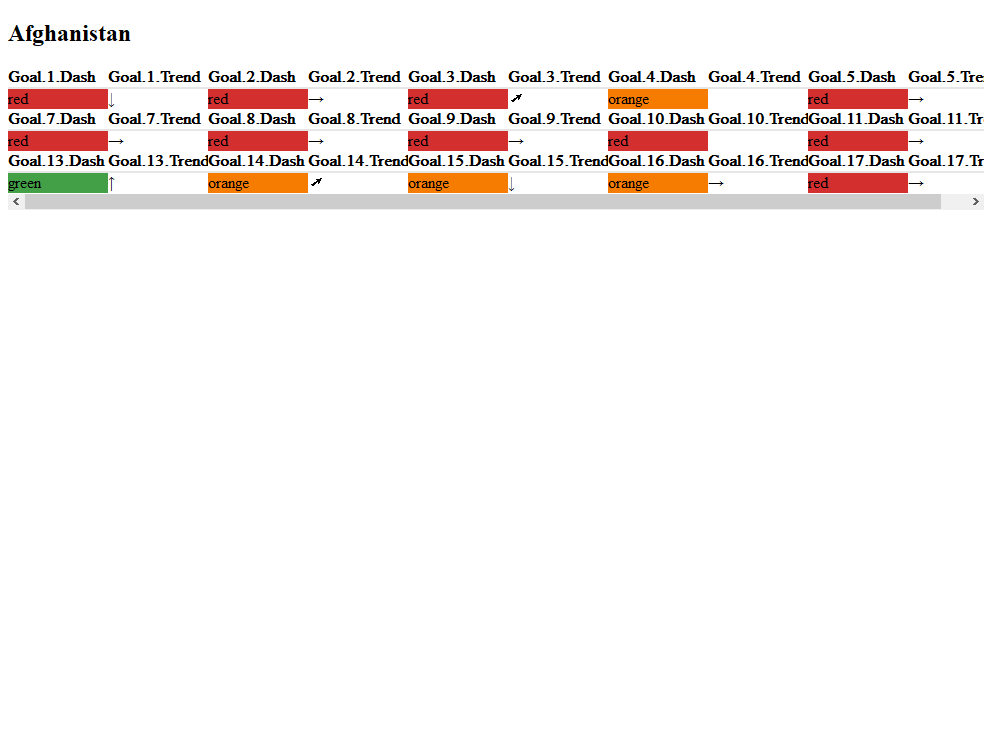 Afghanistan
Goal.1.Dash Goal.1.Trend Goal.2.Dash Goal.2.Trend Goal.3.Dash Goal.3.Trend Goal.4.Dash Goal.4.Trend Goal.5.Dash Goal.5.Tre
red ↓ red → red ➚ orange red →
Goal.7.Dash Goal.7.Trend Goal.8.Dash Goal.8.Trend Goal.9.Dash Goal.9.Trend Goal.10.Dash Goal.10.Trend Goal.11.Dash Goal.11.Tr
red → red → red → red red →
Goal.13.Dash Goal.13.Trend Goal.14.Dash Goal.14.Trend Goal.15.Dash Goal.15.Trend Goal.16.Dash Goal.16.Trend Goal.17.Dash Goal.17.Tr
green ↑ orange ➚ orange ↓ orange → red →